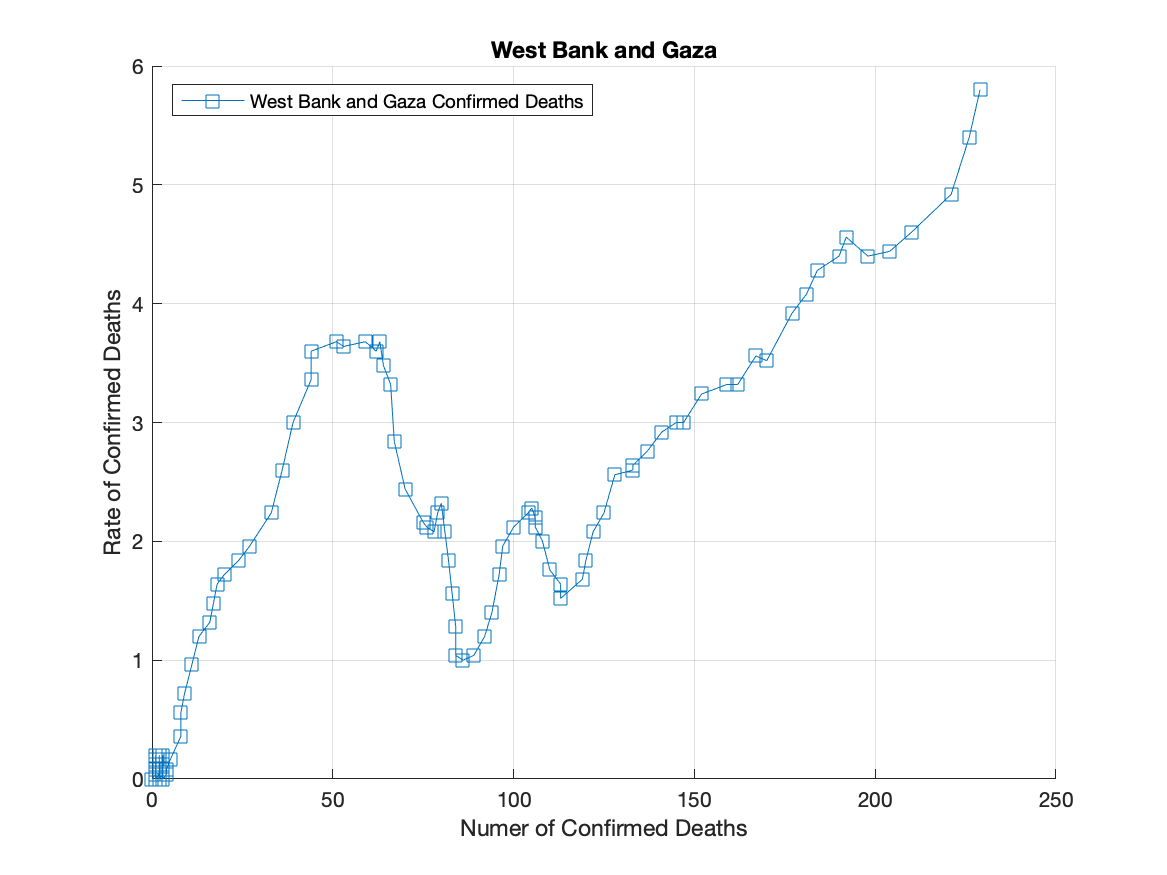 West Bank and Gaza
West Bank and Gaza Confirmed Deaths
6
5
4
3
2
1
0
Rate of Confirmed Deaths
0 50 100 150 200 250
Numer of Confirmed Deaths